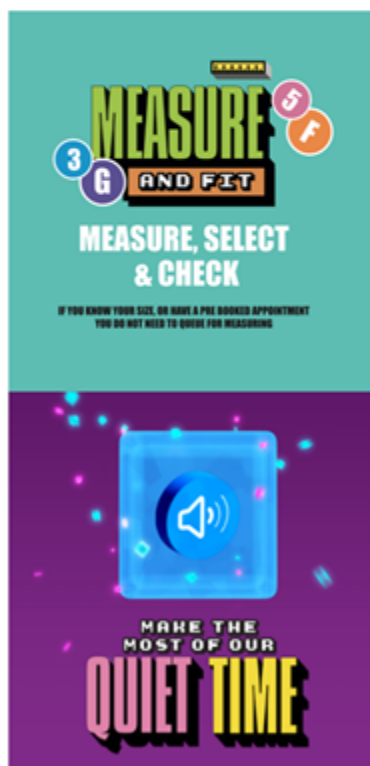 MEASURE
5
F
3
G
AND FIT
MEASURE, SELECT
& CHECK
IF YOU KNOW YOUR SIZE, OR HAVE A PRE BOOKED APPOINTMENT
YOU DO NOT NEED TO QUEUE FOR MEASURING
MAKE THE
MOST OF OUR
QUIET TIME